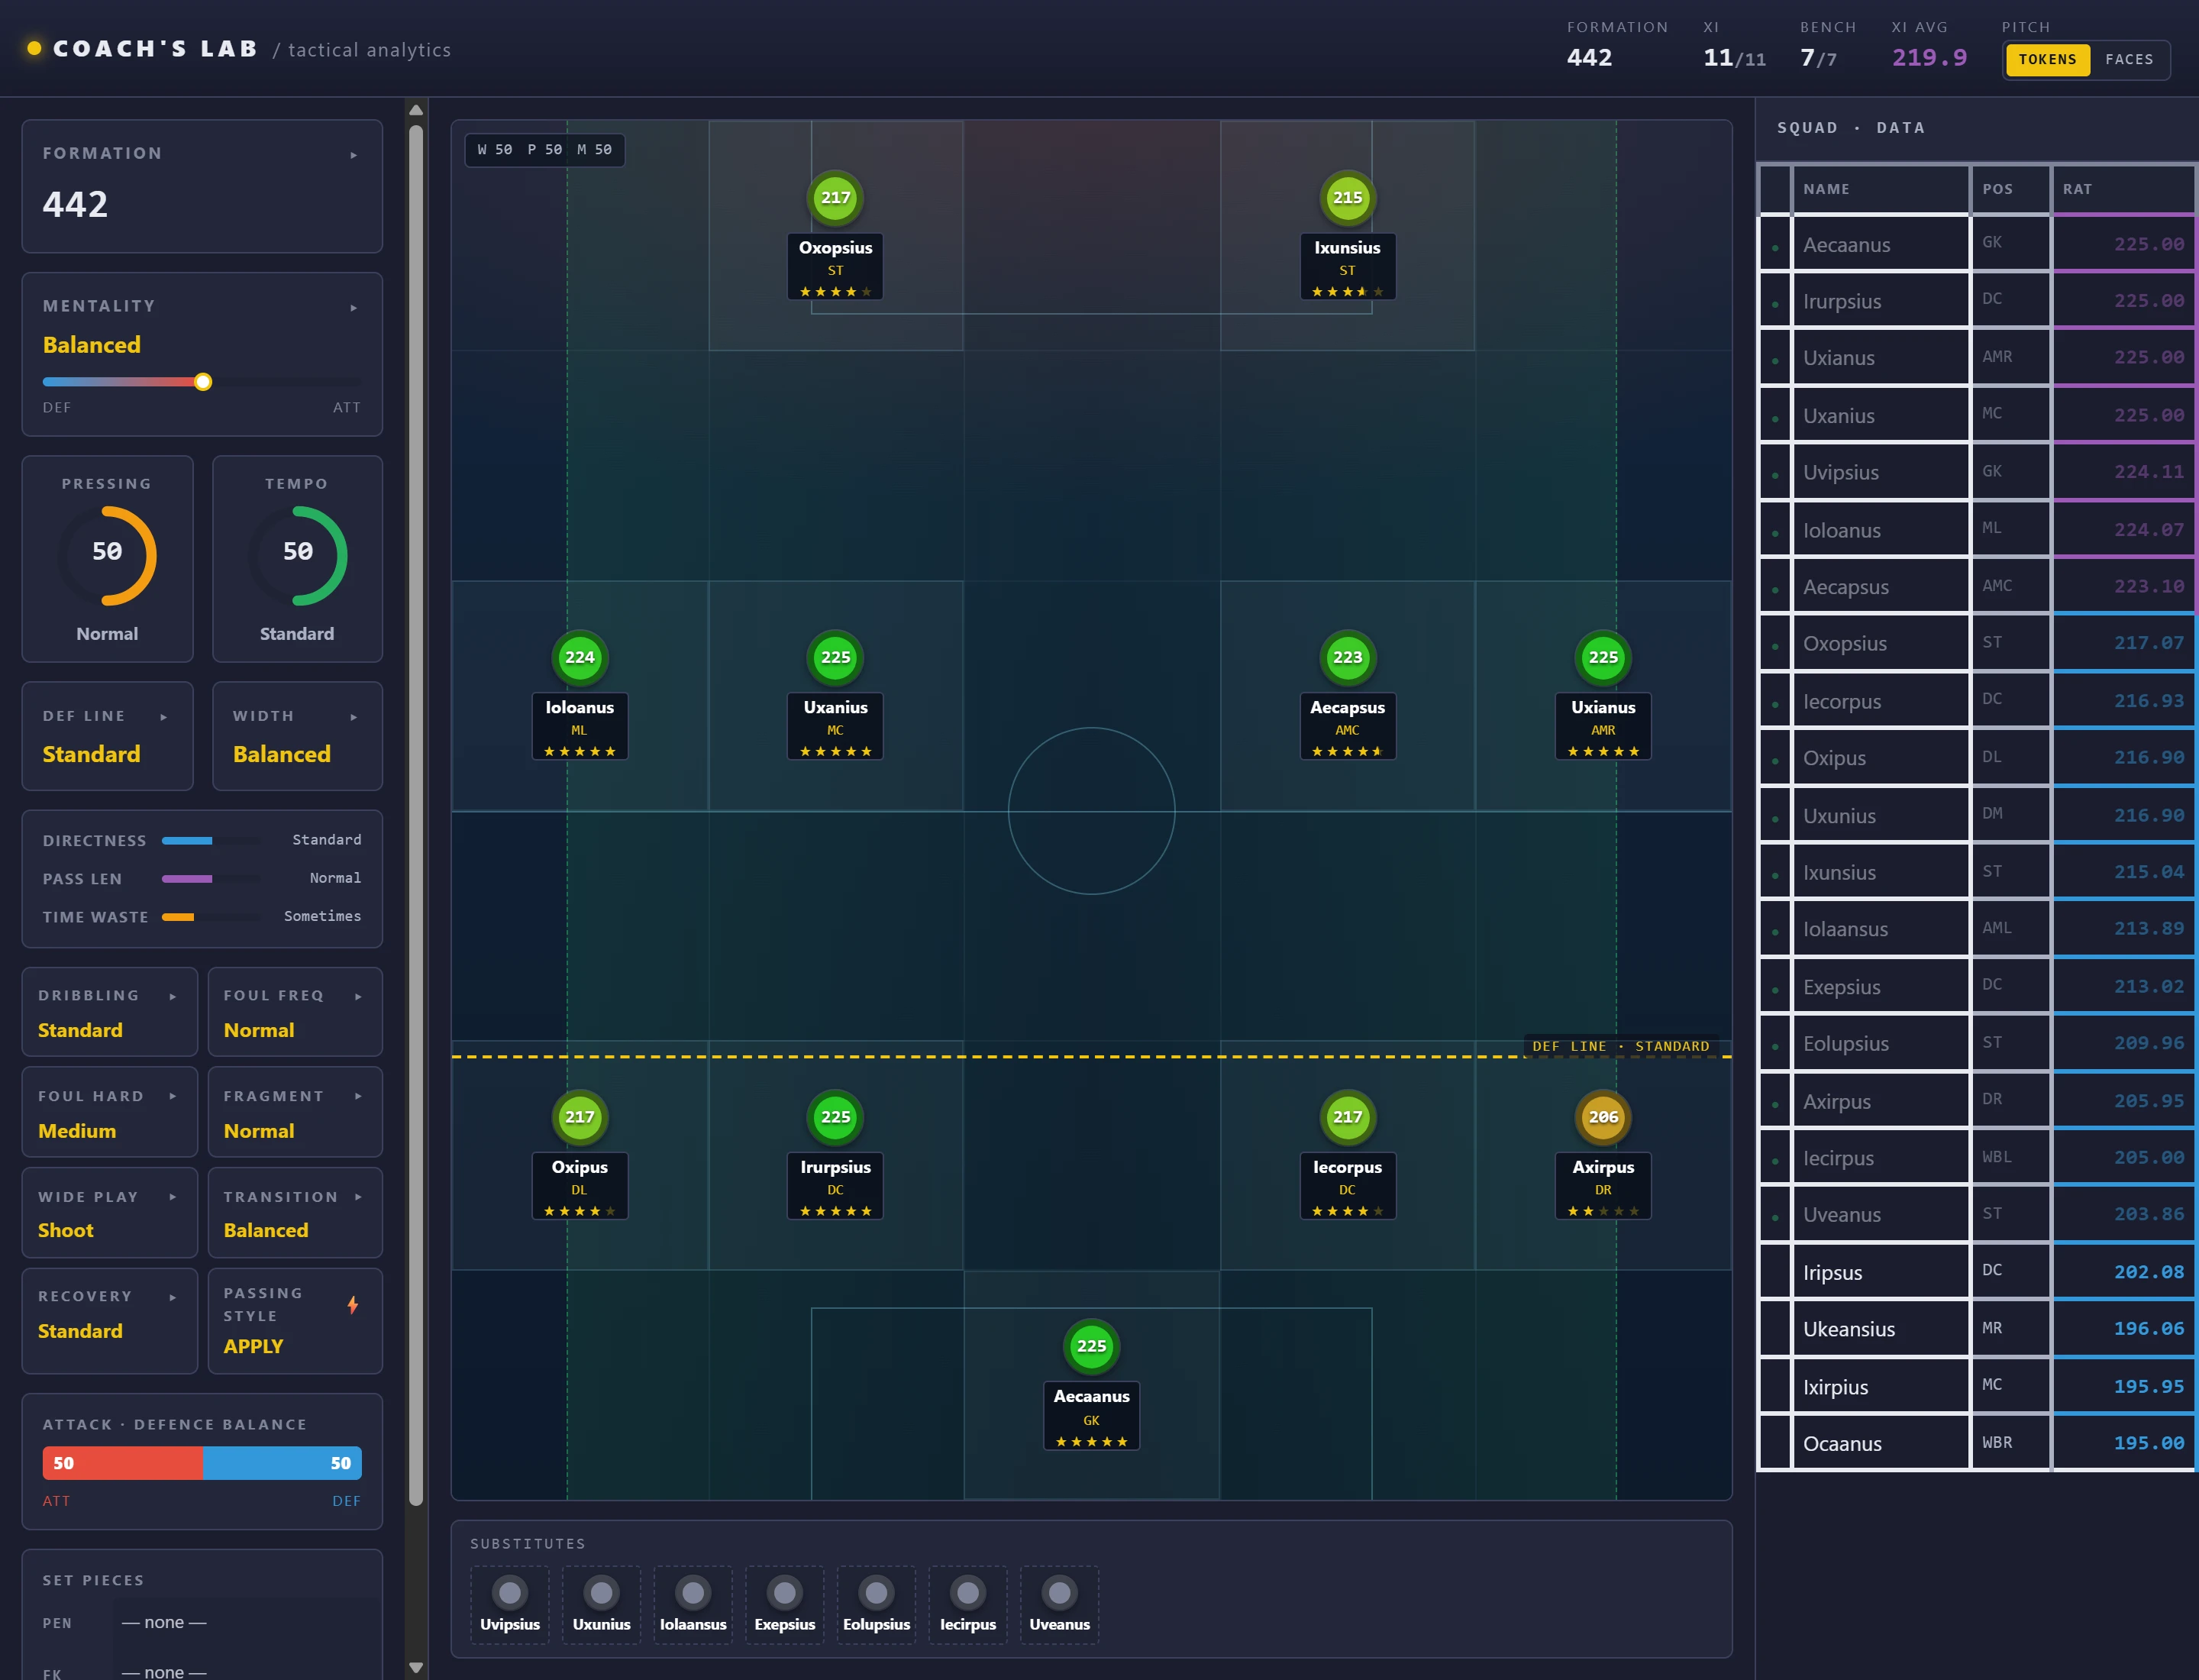 COACH'S LAB / tactical analytics
FORMATION
442
XI
11/11
BENCH
7/7
XI AVG
219.9
PITCH
TOKENS FACES
FORMATION
442
MENTALITY
Balanced
DEF ATT
PRESSING
50
Normal
TEMPO
50
Standard
DEF LINE
Standard
WIDTH
Balanced
DIRECTNESS Standard
PASS LEN Normal
TIME WASTE Sometimes
DRIBBLING
Standard
FOUL FREQ
Normal
FOUL HARD
Medium
FRAGMENT
Normal
WIDE PLAY
Shoot
TRANSITION
Balanced
RECOVERY
Standard
PASSING
STYLE
APPLY
ATTACK · DEFENCE BALANCE
50 50
ATT DEF
SET PIECES
PEN — none —
FK — none —
W 50 P 50 M 50
217
Oxopsius
ST
215
Ixunsius
ST
224
Ioloanus
ML
225
Uxanius
MC
223
Aecapsus
AMC
225
Uxianus
AMR
DEF LINE · STANDARD
217
Oxipus
DL
225
Irurpsius
DC
217
Iecorpus
DC
206
Axirpus
DR
225
Aecaanus
GK
SUBSTITUTES
Uvipsius
Uxunius
Iolaansus
Exepsius
Eolupsius
Iecirpus
Uveanus
SQUAD · DATA
NAME POS RAT
Aecaanus GK 225.00
Irurpsius DC 225.00
Uxianus AMR 225.00
Uxanius MC 225.00
Uvipsius GK 224.11
Ioloanus ML 224.07
Aecapsus AMC 223.10
Oxopsius ST 217.07
Iecorpus DC 216.93
Oxipus DL 216.90
Uxunius DM 216.90
Ixunsius ST 215.04
Iolaansus AML 213.89
Exepsius DC 213.02
Eolupsius ST 209.96
Axirpus DR 205.95
Iecirpus WBL 205.00
Uveanus ST 203.86
Iripsus DC 202.08
Ukeansius MR 196.06
Ixirpius MC 195.95
Ocaanus WBR 195.00